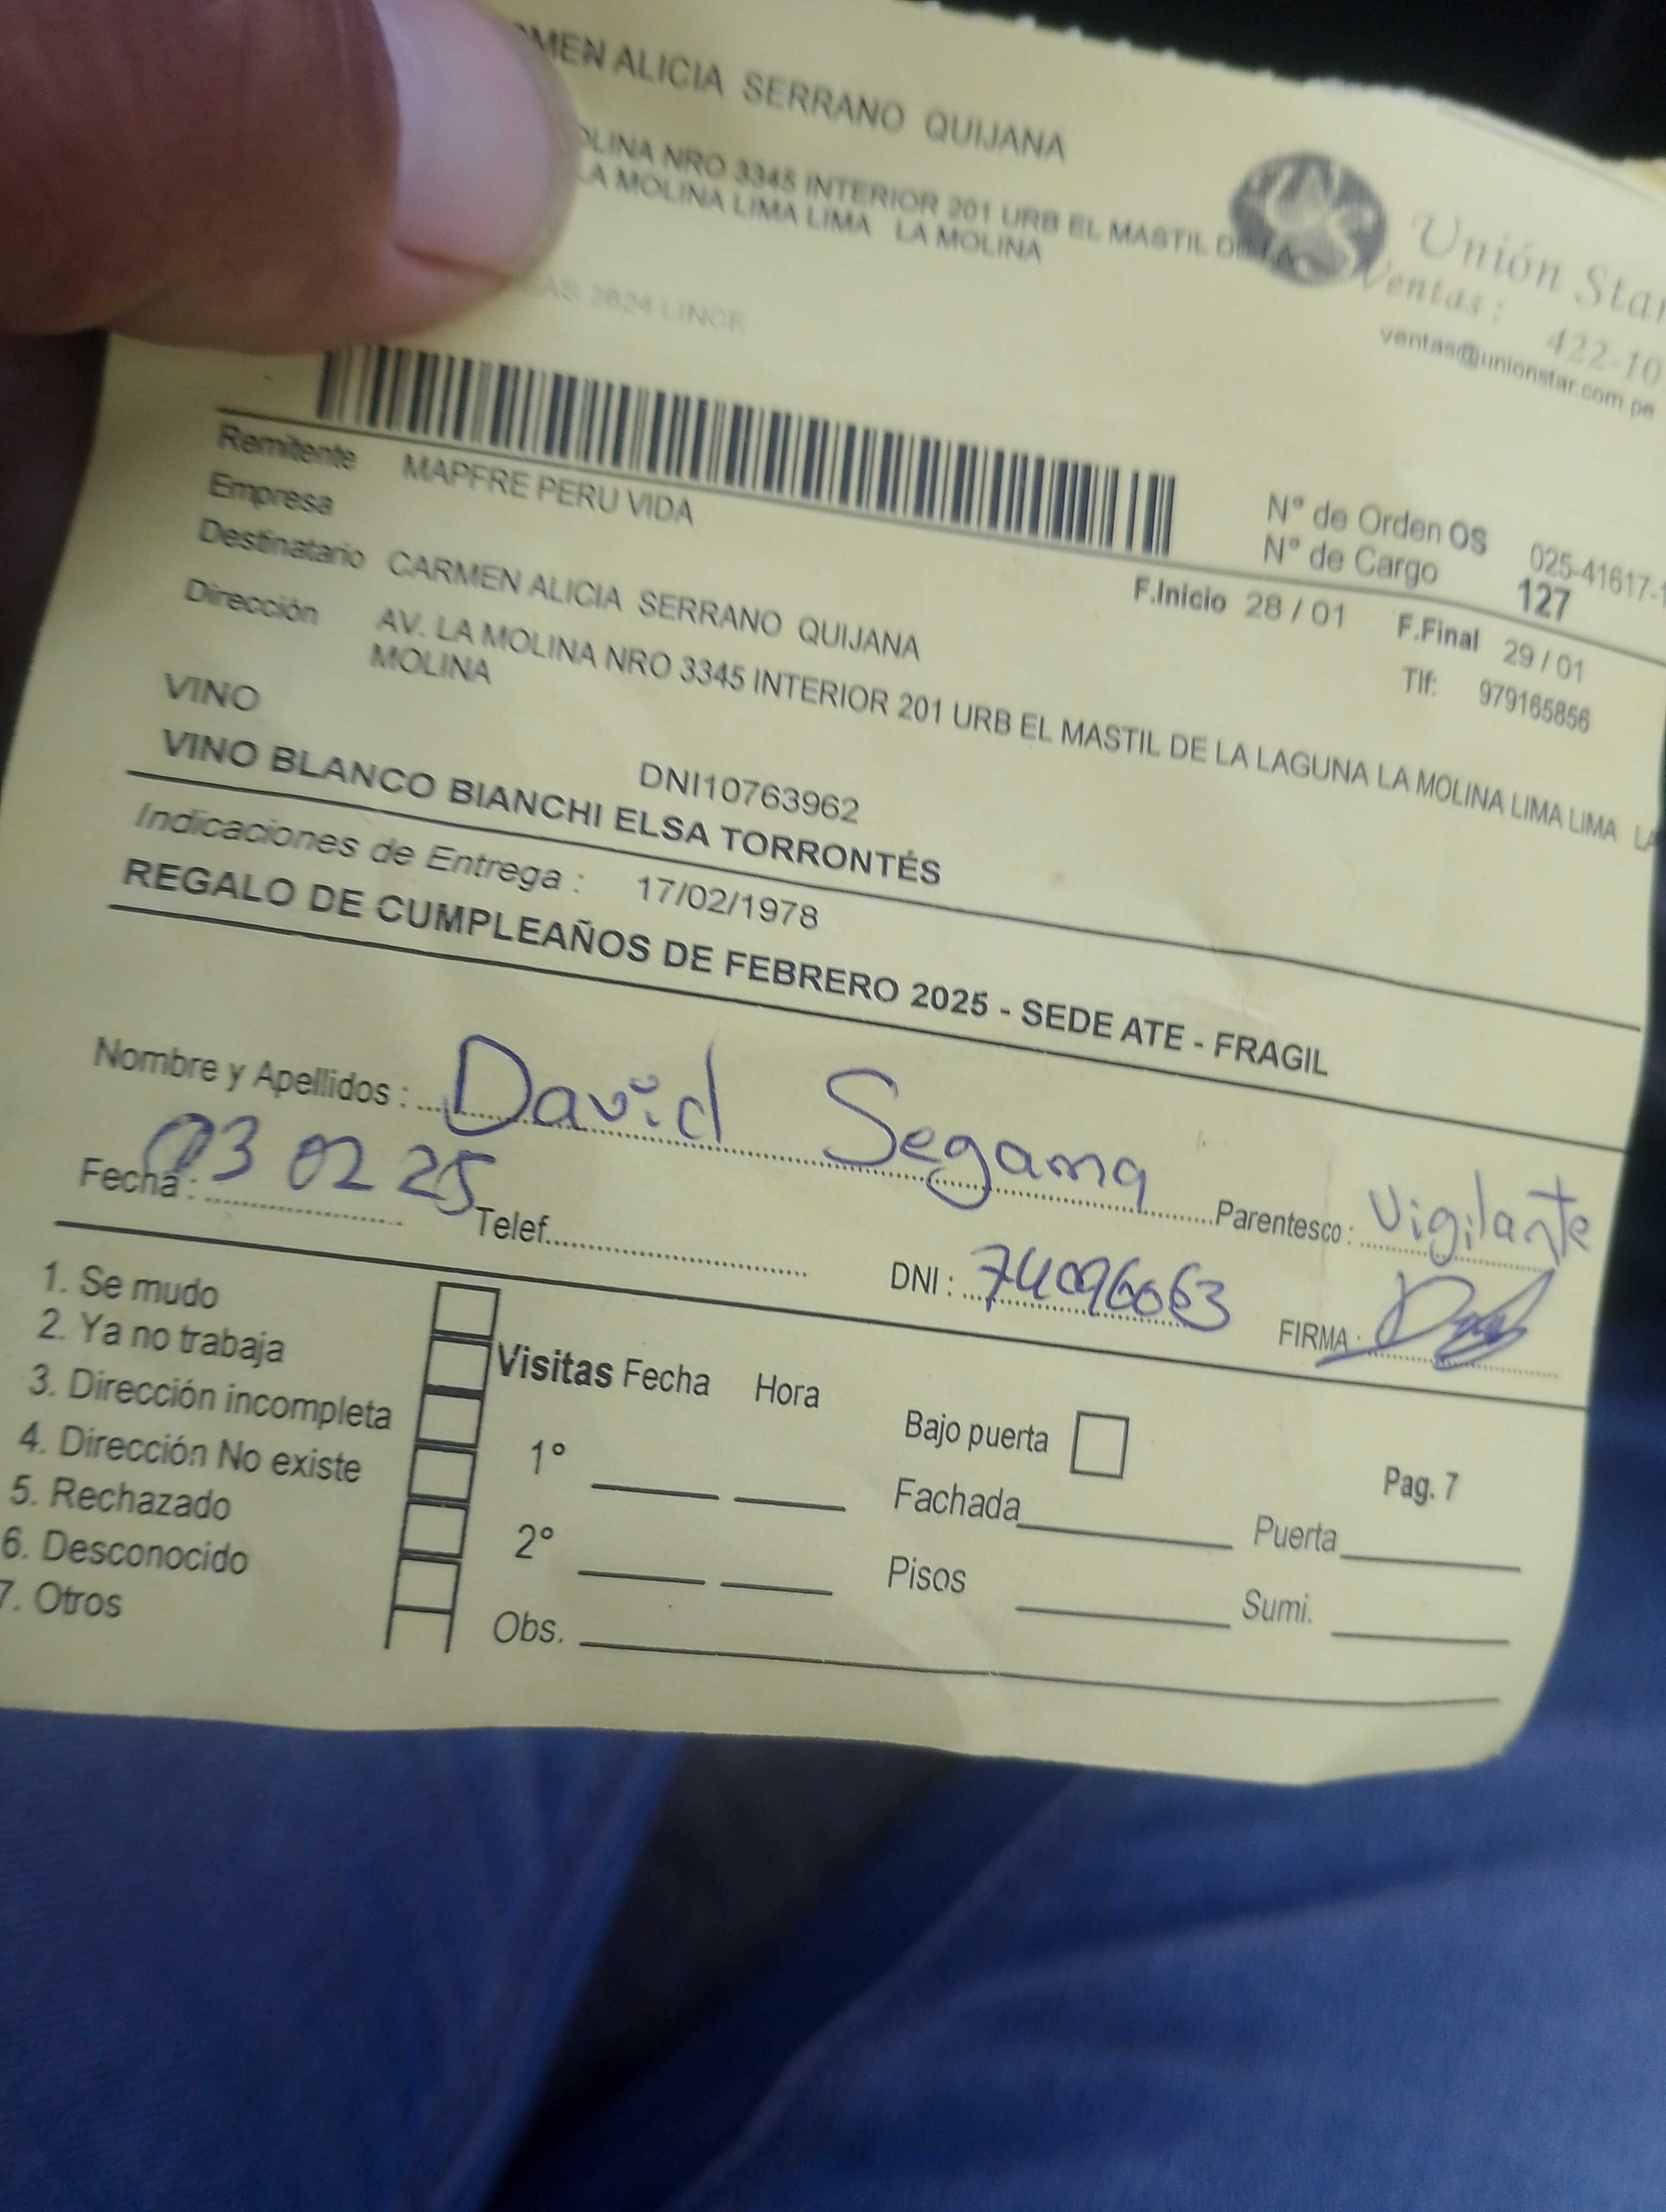 ALICIA SERRANO QUIJANA
NRO 3345 INTERIOR 201 URB EL MASTIL
LA MOLINA LIMA LIMA LA MOLINA
2624 LINCE
Unión Star
Ventas : 422-10
ventas@unionstar.com.pe
Remitente MAPFRE PERU VIDA
Empresa
N° de Orden OS 025-41617-1
N° de Cargo 127
Destinatario CARMEN ALICIA SERRANO QUIJANA
F.Inicio 28 / 01 F.Final 29 / 01
Tlf: 979165856
Dirección AV. LA MOLINA NRO 3345 INTERIOR 201 URB EL MASTIL DE LA LAGUNA LA MOLINA LIMA LIMA LA
MOLINA
VINO DNI10763962
VINO BLANCO BIANCHI ELSA TORRONTÉS
Indicaciones de Entrega : 17/02/1978
REGALO DE CUMPLEAÑOS DE FEBRERO 2025 - SEDE ATE - FRAGIL
Nombre y Apellidos : David Segama Parentesco : Vigilante
Fecha : 03 02 25 Telef. DNI : 74096063 FIRMA :
1. Se mudo
2. Ya no trabaja
3. Dirección incompleta
4. Dirección No existe
5. Rechazado
6. Desconocido
7. Otros
Visitas Fecha Hora
1°
2°
Obs.
Bajo puerta
Pag. 7
Fachada Puerta
Pisos Sumi.